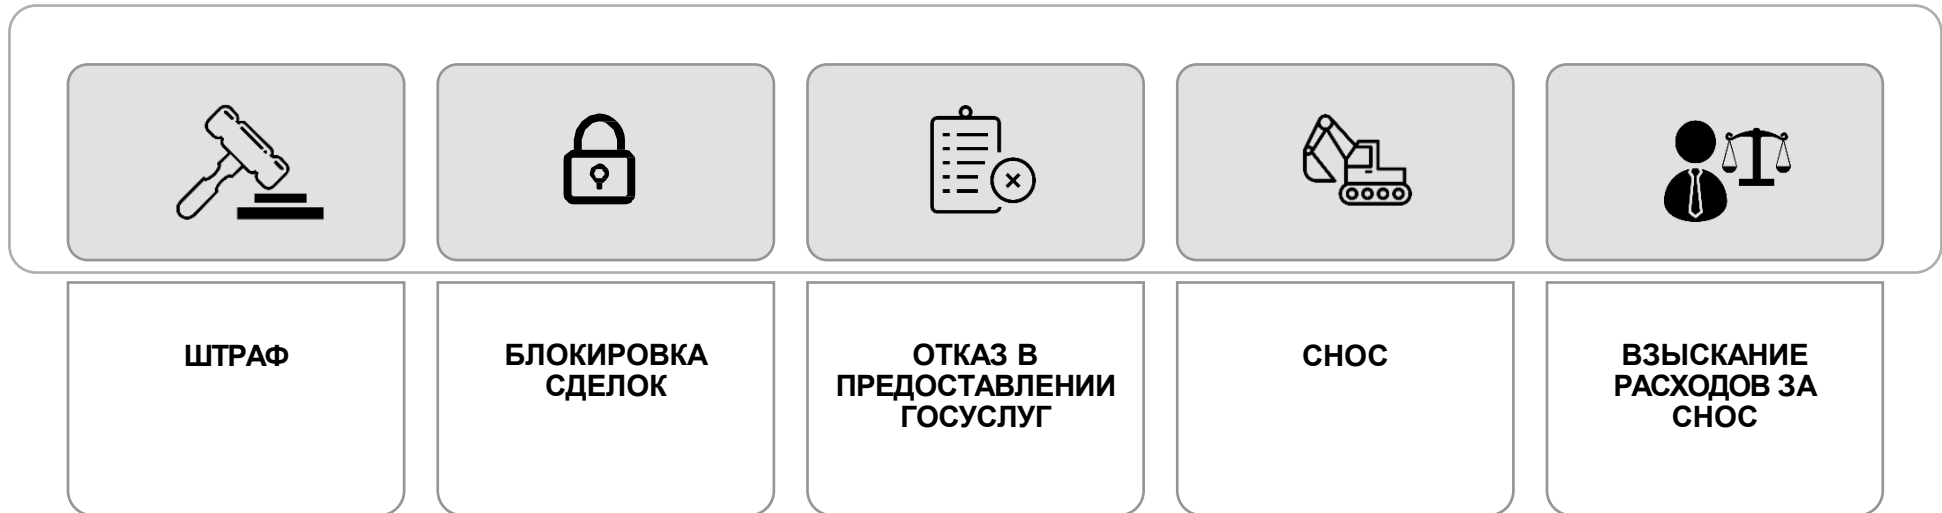 ШТРАФ
БЛОКИРОВКА
СДЕЛОК
ОТКАЗ В
ПРЕДОСТАВЛЕНИИ
ГОСУСЛУГ
СНОС
ВЗЫСКАНИЕ
РАСХОДОВ ЗА
СНОС